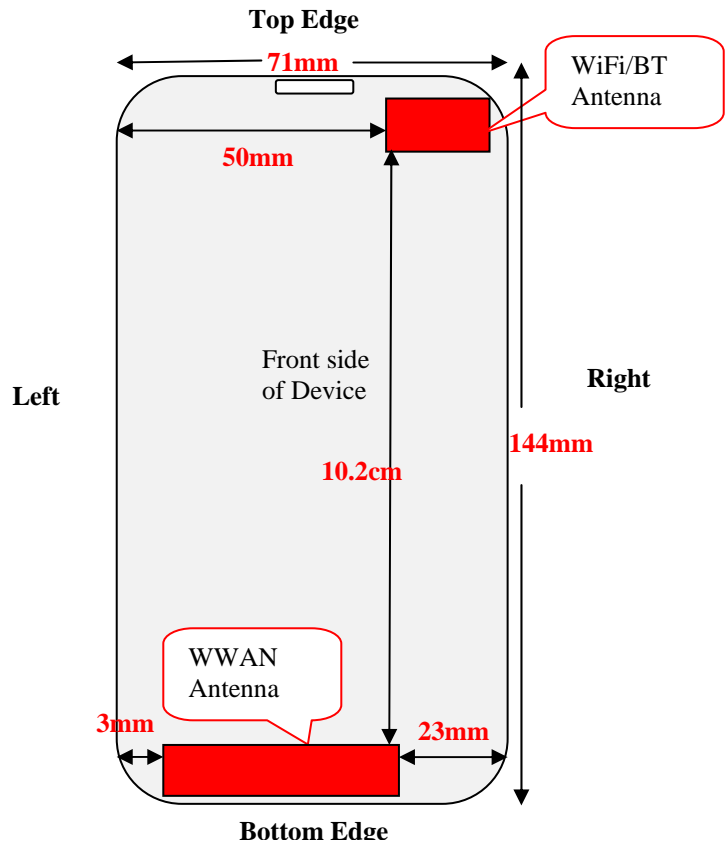 Top Edge
71mm
WiFi/BT
Antenna
50mm
Front side
of Device
Left
Right
144mm
10.2cm
WWAN
Antenna
3mm
23mm
Bottom Edge